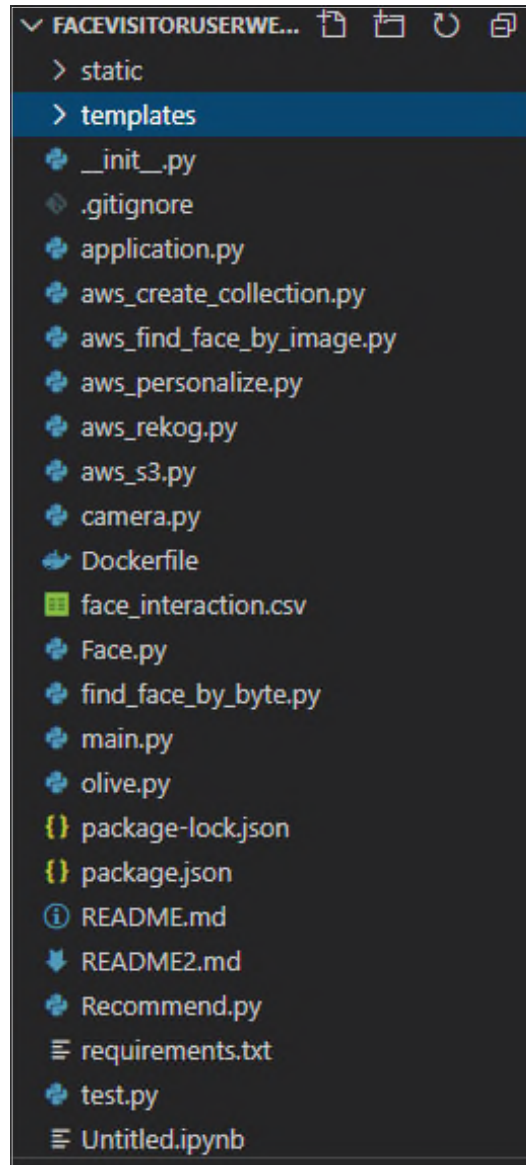 FACEVISITORUSERWE...
static
templates
__init__.py
.gitignore
application.py
aws_create_collection.py
aws_find_face_by_image.py
aws_personalize.py
aws_rekog.py
aws_s3.py
camera.py
Dockerfile
face_interaction.csv
Face.py
find_face_by_byte.py
main.py
olive.py
{} package-lock.json
{} package.json
README.md
README2.md
Recommend.py
requirements.txt
test.py
Untitled.ipynb